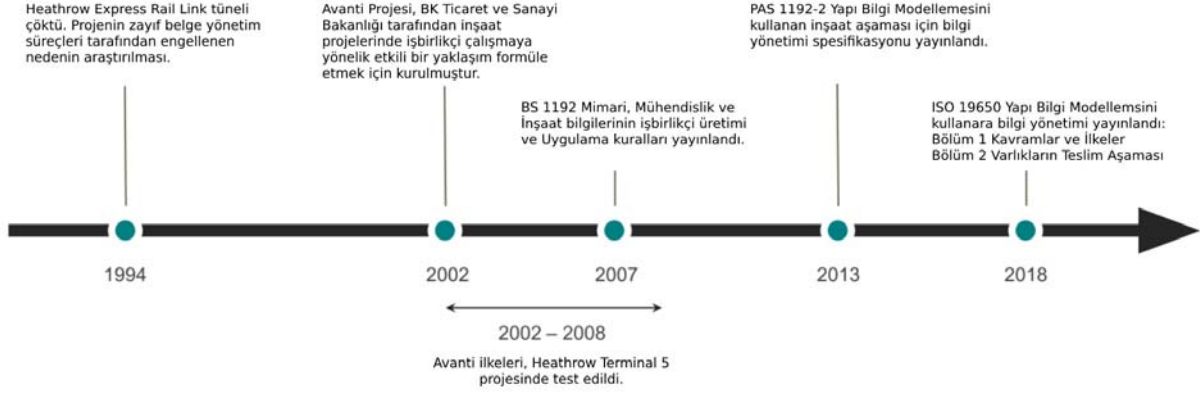 Heathrow Express Rail Link tüneli
çöktü. Projenin zayıf belge yönetim
süreçleri tarafından engellenen
nedenin araştırılması.
Avanti Projesi, BK Ticaret ve Sanayi
Bakanlığı tarafından inşaat
projelerinde işbirlikçi çalışmaya
yönelik etkili bir yaklaşım formüle
etmek için kurulmuştur.
BS 1192 Mimari, Mühendislik ve
İnşaat bilgilerinin işbirlikçi üretimi
ve Uygulama kuralları yayınlandı.
PAS 1192-2 Yapı Bilgi Modellemesini
kullanan inşaat aşaması için bilgi
yönetimi spesifikasyonu yayınlandı.
ISO 19650 Yapı Bilgi Modellemsini
kullanara bilgi yönetimi yayınlandı:
Bölüm 1 Kavramlar ve İlkeler
Bölüm 2 Varlıkların Teslim Aşaması
1994
2002
2007
2013
2018
2002 – 2008
Avanti ilkeleri, Heathrow Terminal 5
projesinde test edildi.